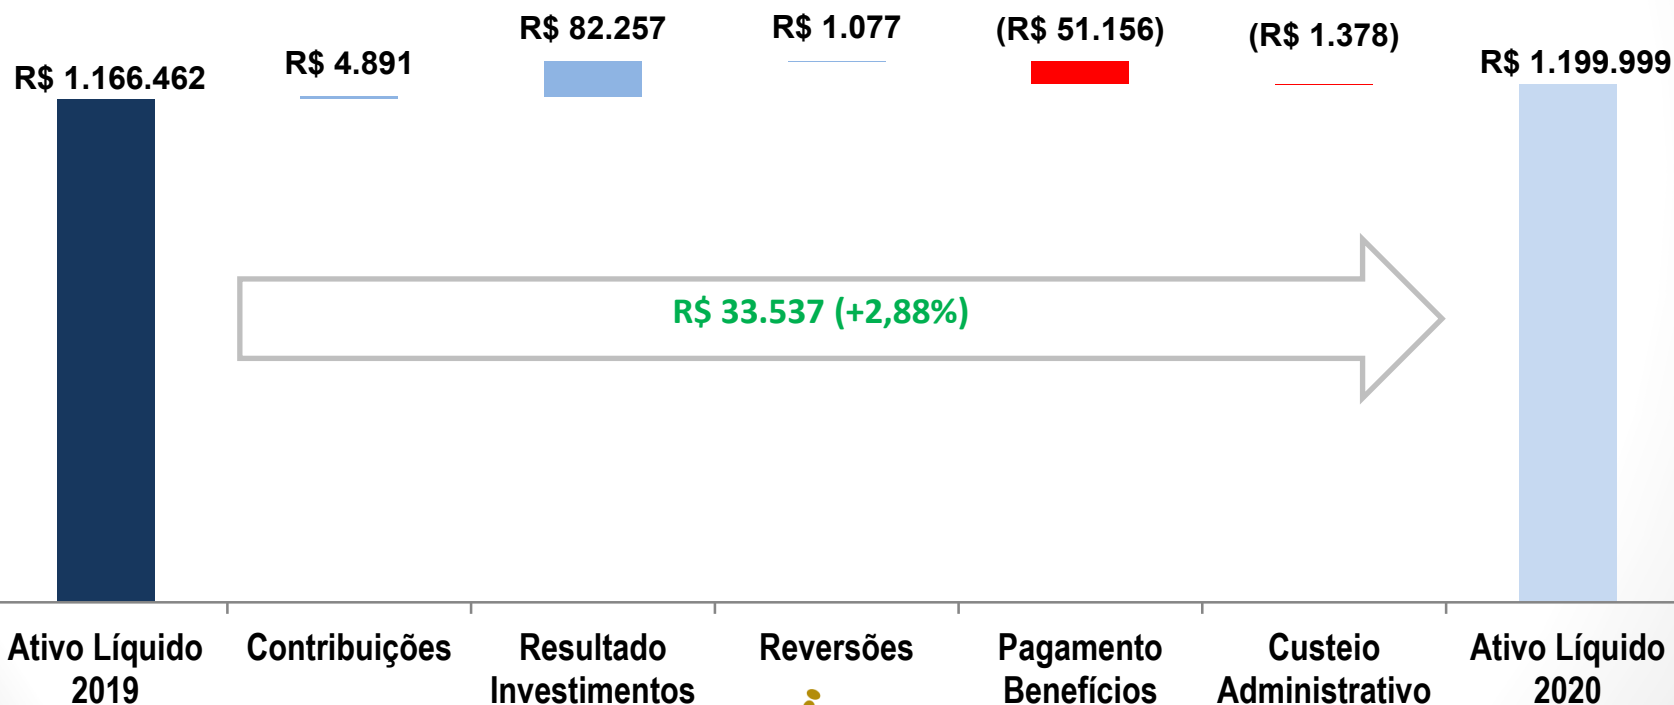 R$ 1.166.462
R$ 4.891
R$ 82.257
R$ 1.077
(R$ 51.156)
(R$ 1.378)
R$ 1.199.999
R$ 33.537 (+2,88%)
Ativo Líquido
2019
Contribuições
Resultado
Investimentos
Reversões
Pagamento
Benefícios
Custeio
Administrativo
Ativo Líquido
2020